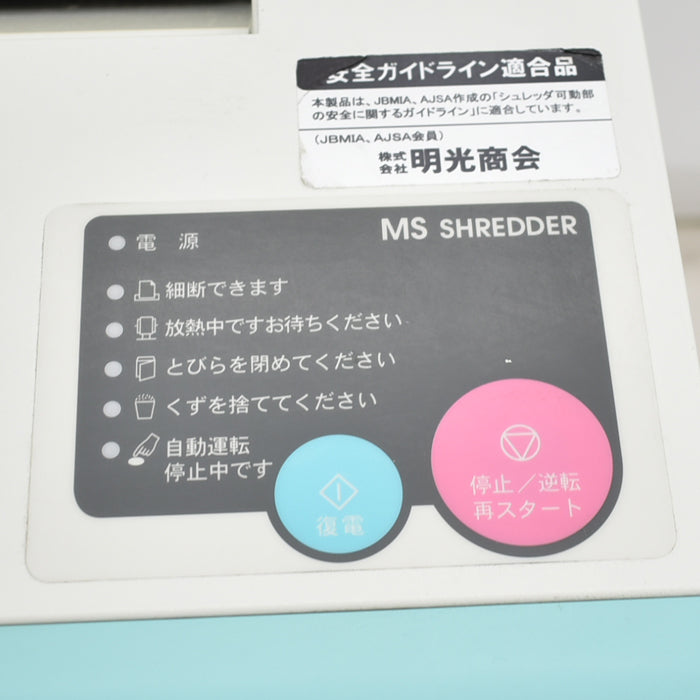 安全ガイドライン適合品
本製品は、JBMIA、AJSA作成の「シュレッダ可動部
の安全に関するガイドライン」に適合しています。
(JBMIA、AJSA会員)
株式会社 明光商会
MS SHREDDER
電 源
細断できます
放熱中ですお待ちください
とびらを閉めてください
くずを捨ててください
自動運転
停止中です
復電
停止/逆転
再スタート